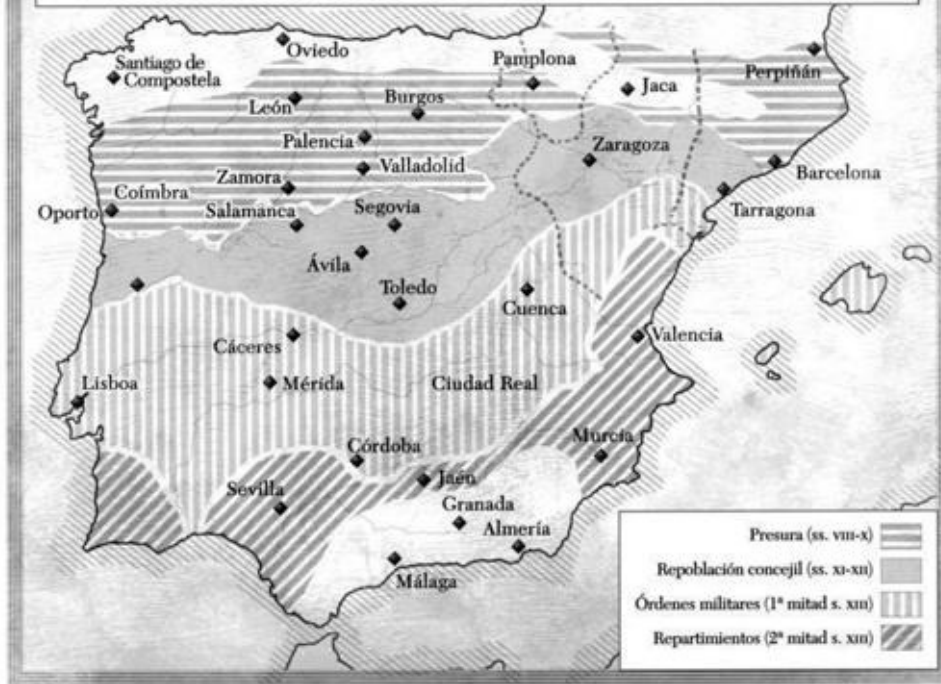 Oviedo
Santiago de
Compostela
Pamplona
Perpiñán
Jaca
León
Burgos
Palencia
Zaragoza
Valladolid
Zamora
Barcelona
Coímbra
Oporto
Salamanca
Segovia
Tarragona
Ávila
Toledo
Cuenca
Cáceres
Valencia
Lisboa
Mérida
Ciudad Real
Córdoba
Murcia
Jaén
Sevilla
Granada
Almería
Málaga
Presura (ss. VIII-X)
Repoblación concejil (ss. XI-XII)
Órdenes militares (1ª mitad s. XIII)
Repartimientos (2ª mitad s. XIII)